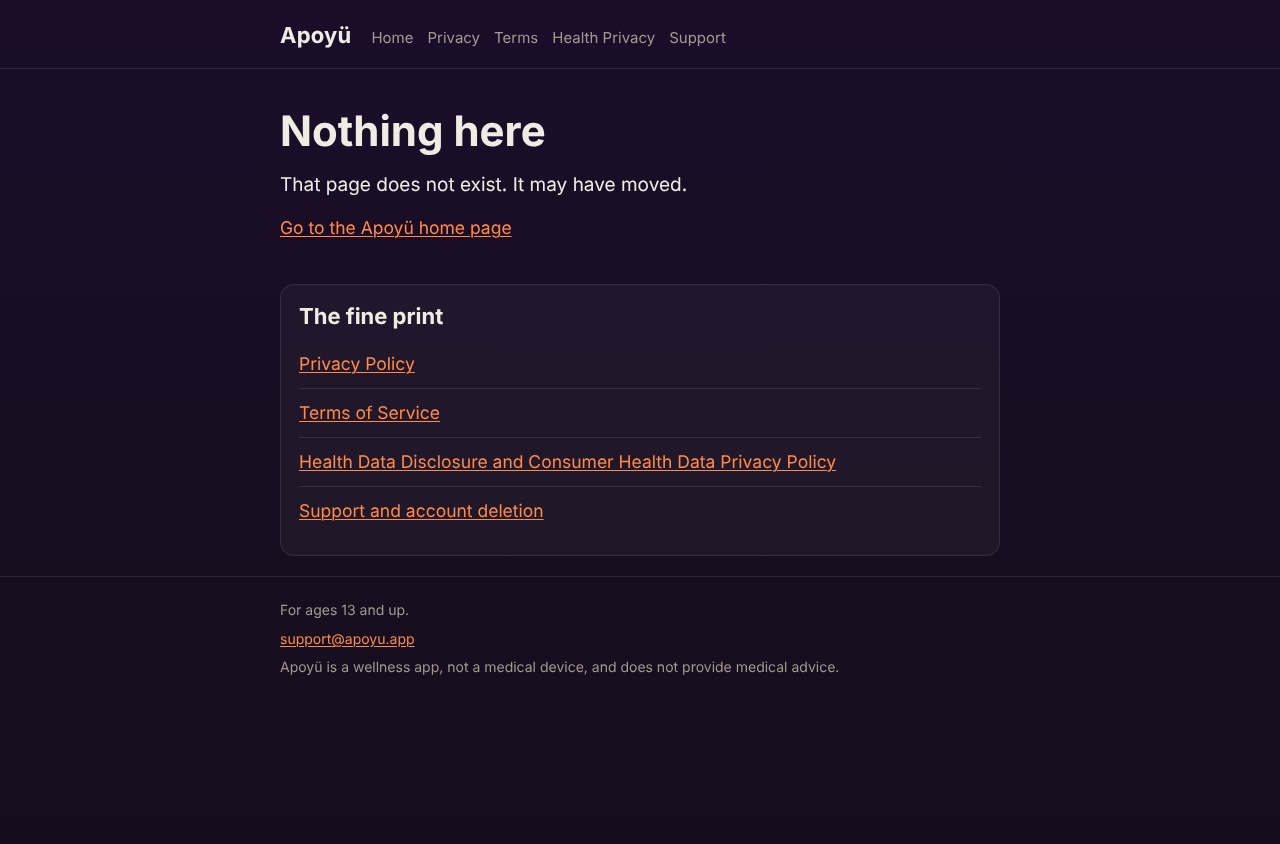 Apoyü Home Privacy Terms Health Privacy Support
Nothing here
That page does not exist. It may have moved.
Go to the Apoyü home page
The fine print
Privacy Policy
Terms of Service
Health Data Disclosure and Consumer Health Data Privacy Policy
Support and account deletion
For ages 13 and up.
support@apoyu.app
Apoyü is a wellness app, not a medical device, and does not provide medical advice.